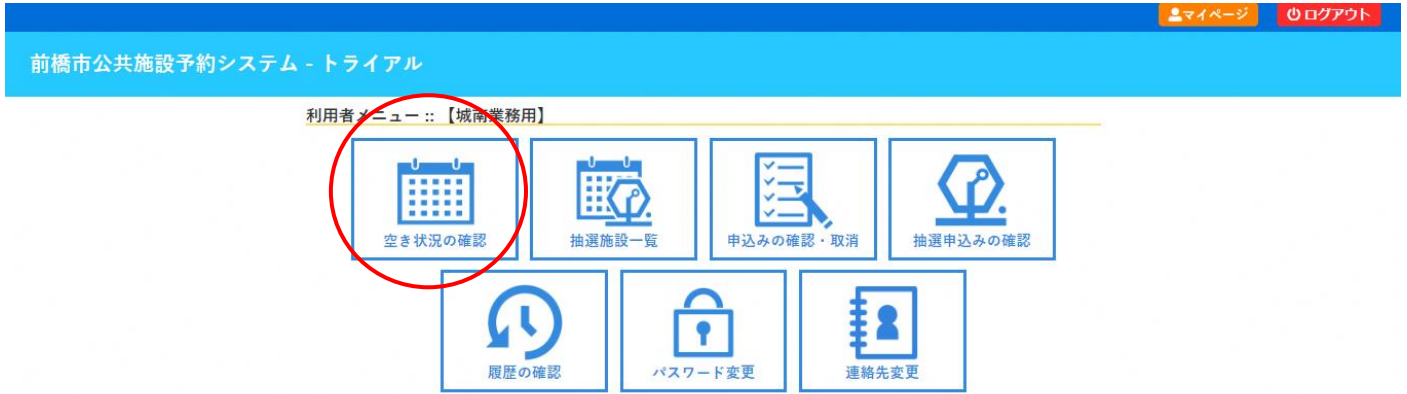 マイページ ログアウト
前橋市公共施設予約システム - トライアル
利用者メニュー :: 【城南業務用】
空き状況の確認 抽選施設一覧 申込みの確認・取消 抽選申込みの確認
履歴の確認 パスワード変更 連絡先変更